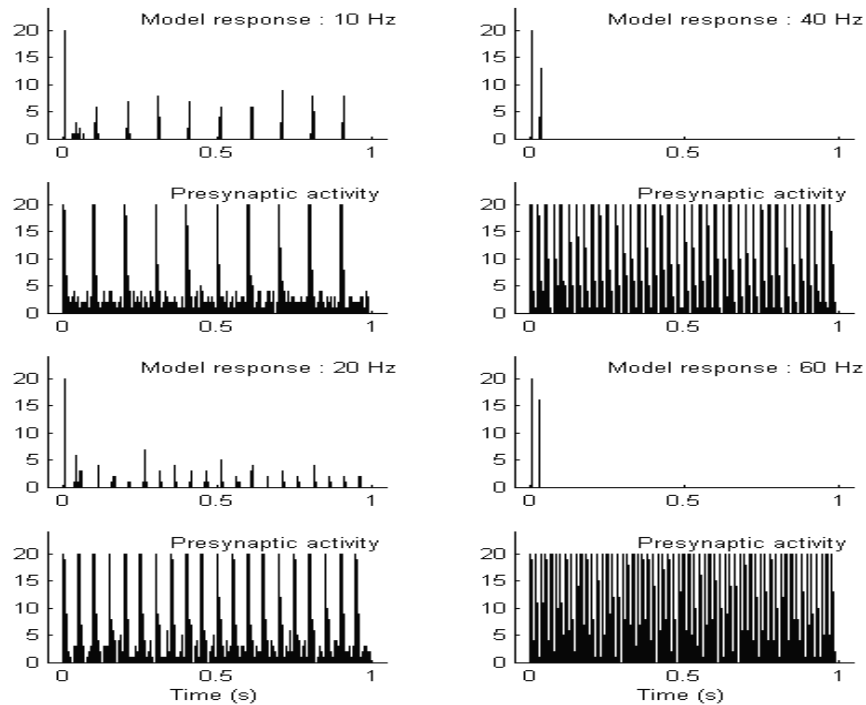 Model response : 10 Hz
20
15
10
5
0
0 0.5 1
Presynaptic activity
20
15
10
5
0
0 0.5 1
Model response : 20 Hz
20
15
10
5
0
0 0.5 1
Presynaptic activity
20
15
10
5
0
0 0.5 1
Time (s)
Model response : 40 Hz
20
15
10
5
0
0 0.5 1
Presynaptic activity
20
15
10
5
0
0 0.5 1
Model response : 60 Hz
20
15
10
5
0
0 0.5 1
Presynaptic activity
20
15
10
5
0
0 0.5 1
Time (s)